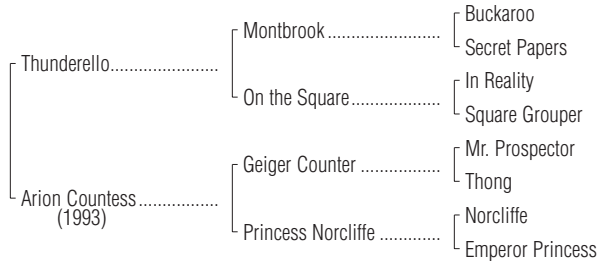 Buckaroo
Montbrook........................
Secret Papers
Thunderello.......................
In Reality
On the Square...................
Square Grouper
Mr. Prospector
Geiger Counter .................
Thong
Arion Countess.................
(1993)
Norcliffe
Princess Norcliffe .............
Emperor Princess